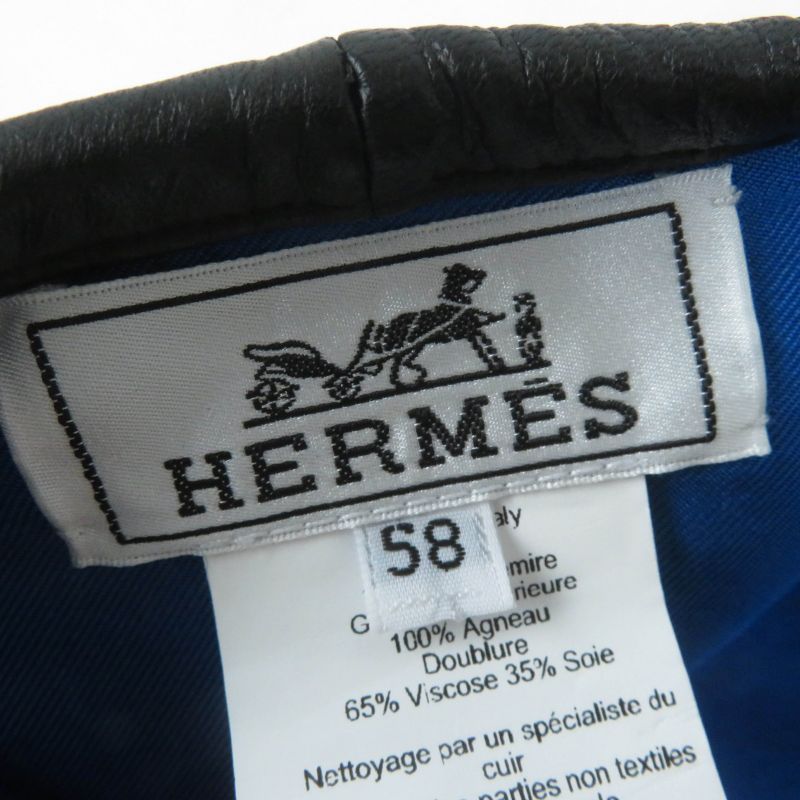 HERMÈS
58
100% Agneau
Doublure
65% Viscose 35% Soie
Nettoyage par un spécialiste du
cuir
parties non textiles